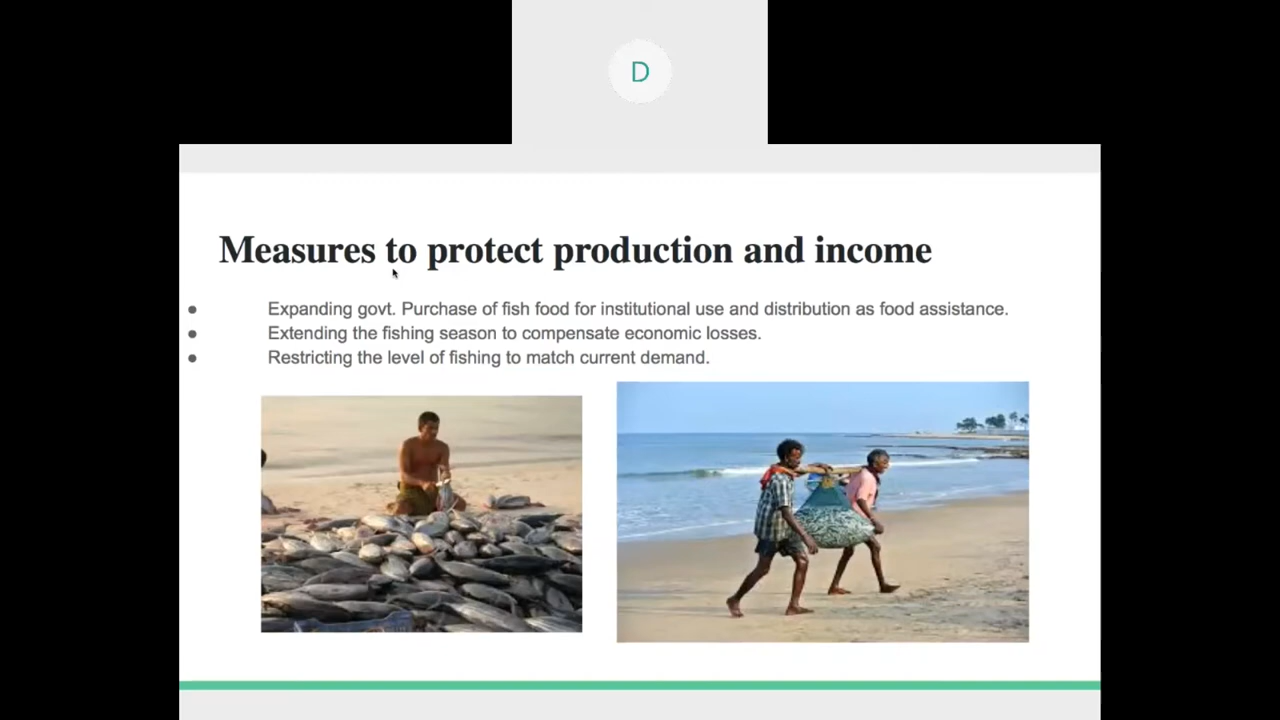 D
Measures to protect production and income
● Expanding govt. Purchase of fish food for institutional use and distribution as food assistance.
● Extending the fishing season to compensate economic losses.
● Restricting the level of fishing to match current demand.